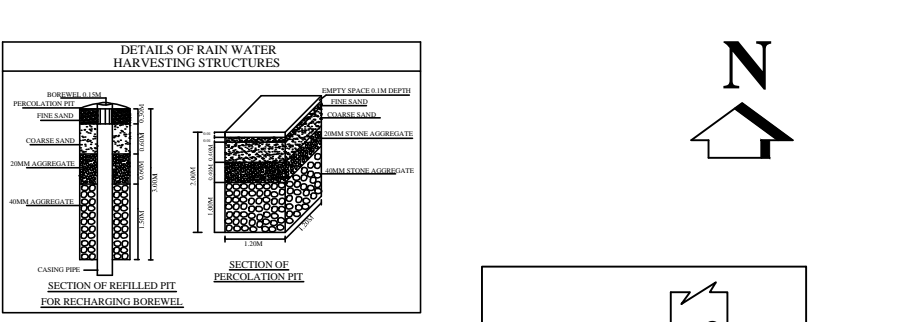 DETAILS OF RAIN WATER
HARVESTING STRUCTURES
BOREWEL 0.15M
PERCOLATION PIT
FINE SAND
COARSE SAND
20MM AGGREGATE
40MM AGGREGATE
CASING PIPE
0.30M
0.60M
0.60M
1.50M
3.00M
SECTION OF REFILLED PIT
FOR RECHARGING BOREWEL
EMPTY SPACE 0.1M DEPTH
FINE SAND
COARSE SAND
20MM STONE AGGREGATE
40MM STONE AGGREGATE
2.00M
0.40M
0.40M
1.00M
1.20M
1.20M
SECTION OF
PERCOLATION PIT
N